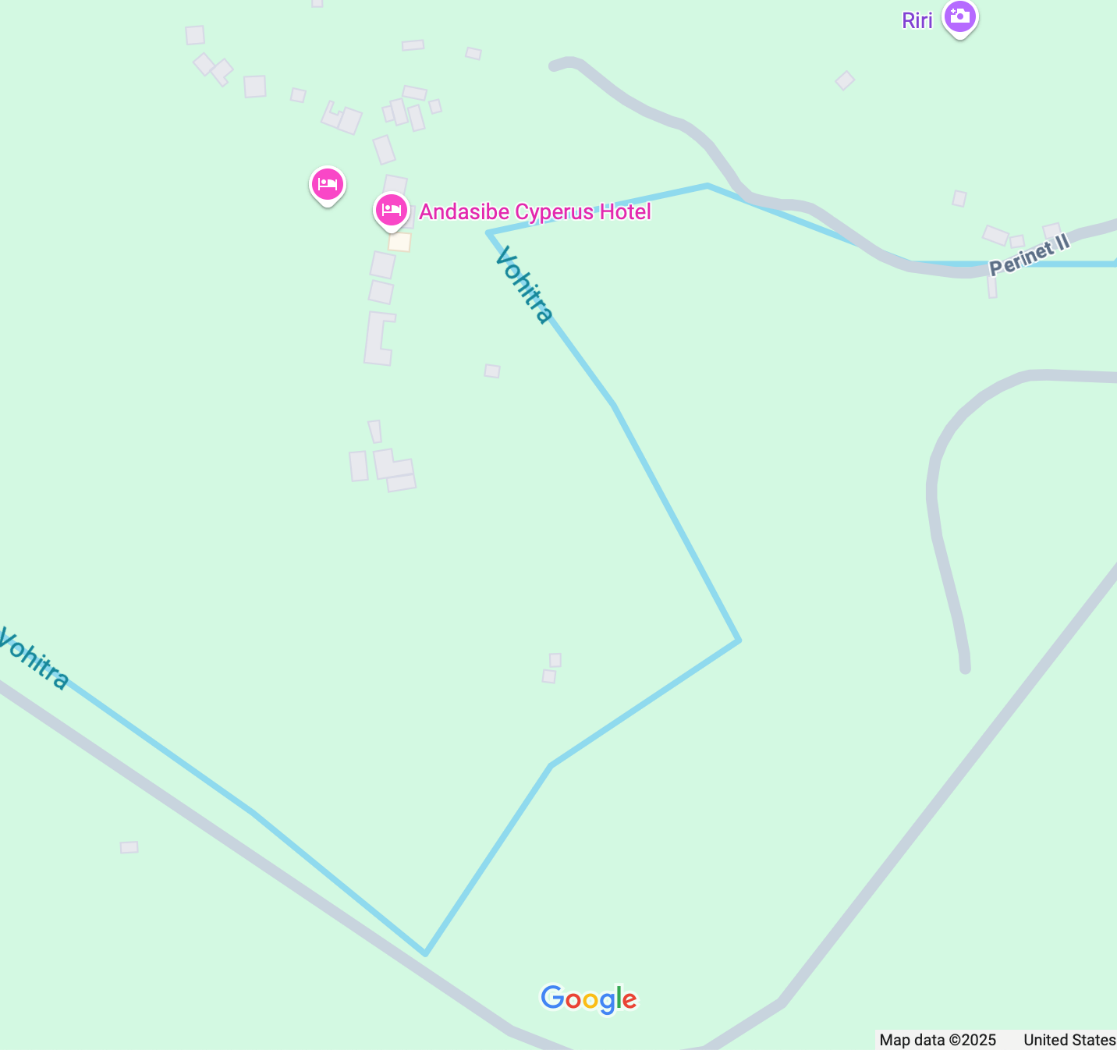 Riri
Andasibe Cyperus Hotel
Vohitra
Perinet II
Vohitra
Google
Map data ©2025 United States